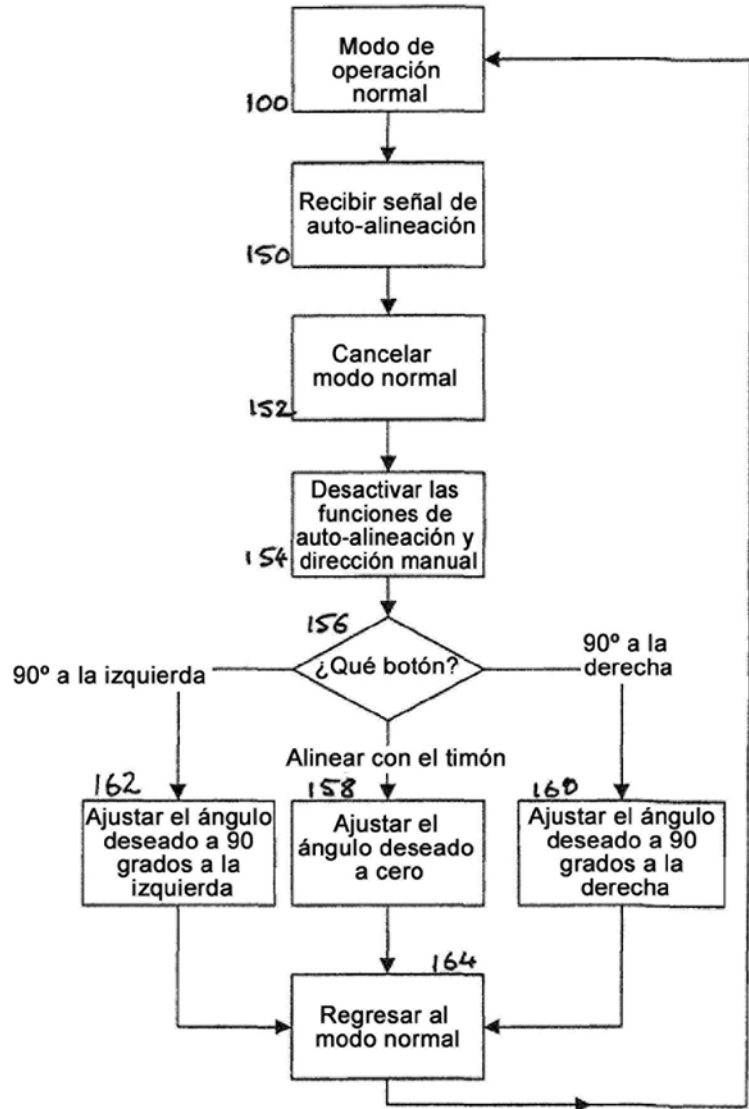 Modo de
operación
normal
100
Recibir señal de
auto-alineación
150
Cancelar
modo normal
152
Desactivar las
funciones de
auto-alineación y
dirección manual
154
156
¿Qué botón?
90º a la izquierda
90º a la
derecha
Alinear con el timón
162
Ajustar el ángulo
deseado a 90
grados a la
izquierda
158
Ajustar el
ángulo deseado
a cero
160
Ajustar el ángulo
deseado a 90
grados a la
derecha
164
Regresar al
modo normal